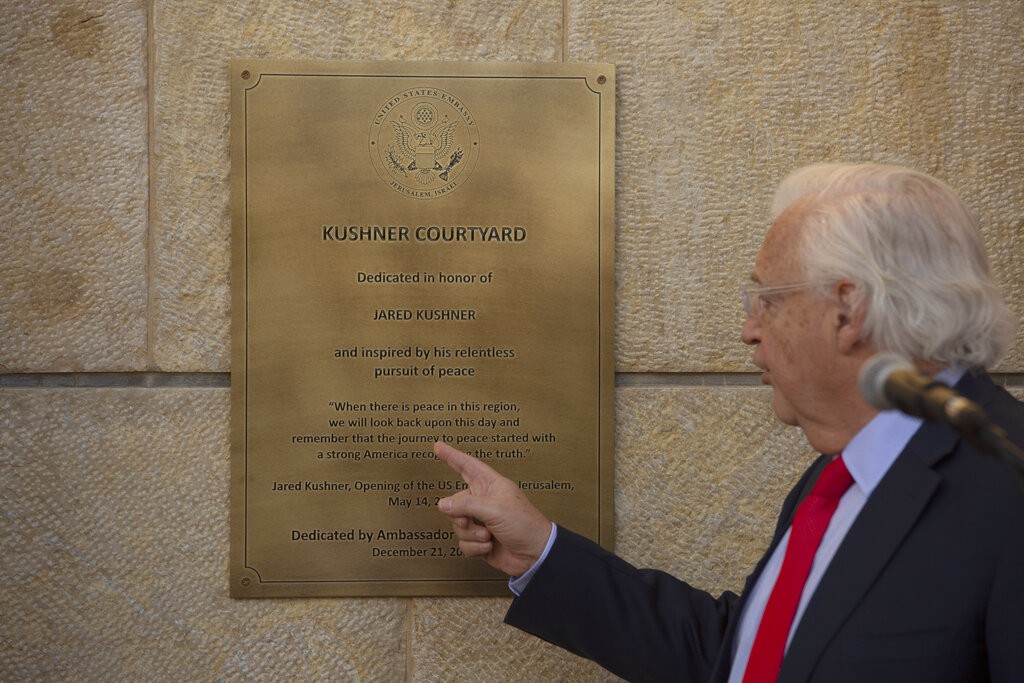 UNITED STATES EMBASSY
JERUSALEM, ISRAEL
KUSHNER COURTYARD
Dedicated in honor of
JARED KUSHNER
and inspired by his relentless
pursuit of peace
“When there is peace in this region,
we will look back upon this day and
remember that the journey to peace started with
a strong America the truth.”
Jared Kushner, Opening of the US Jerusalem,
May 14,
Dedicated by Ambassador
December 21,